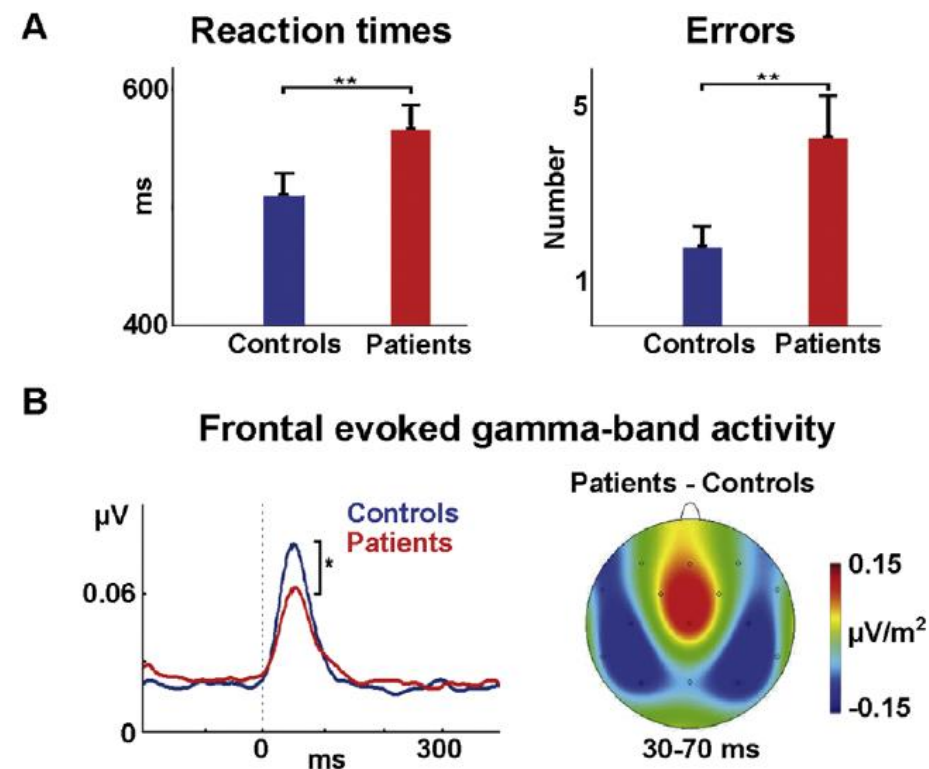 A
Reaction times
Errors
600
ms
400
**
Controls Patients
5
Number
1
**
Controls Patients
B
Frontal evoked gamma-band activity
µV
0.06
0
Controls
Patients
*
0
ms
300
Patients - Controls
0.15
µV/m²
-0.15
30-70 ms